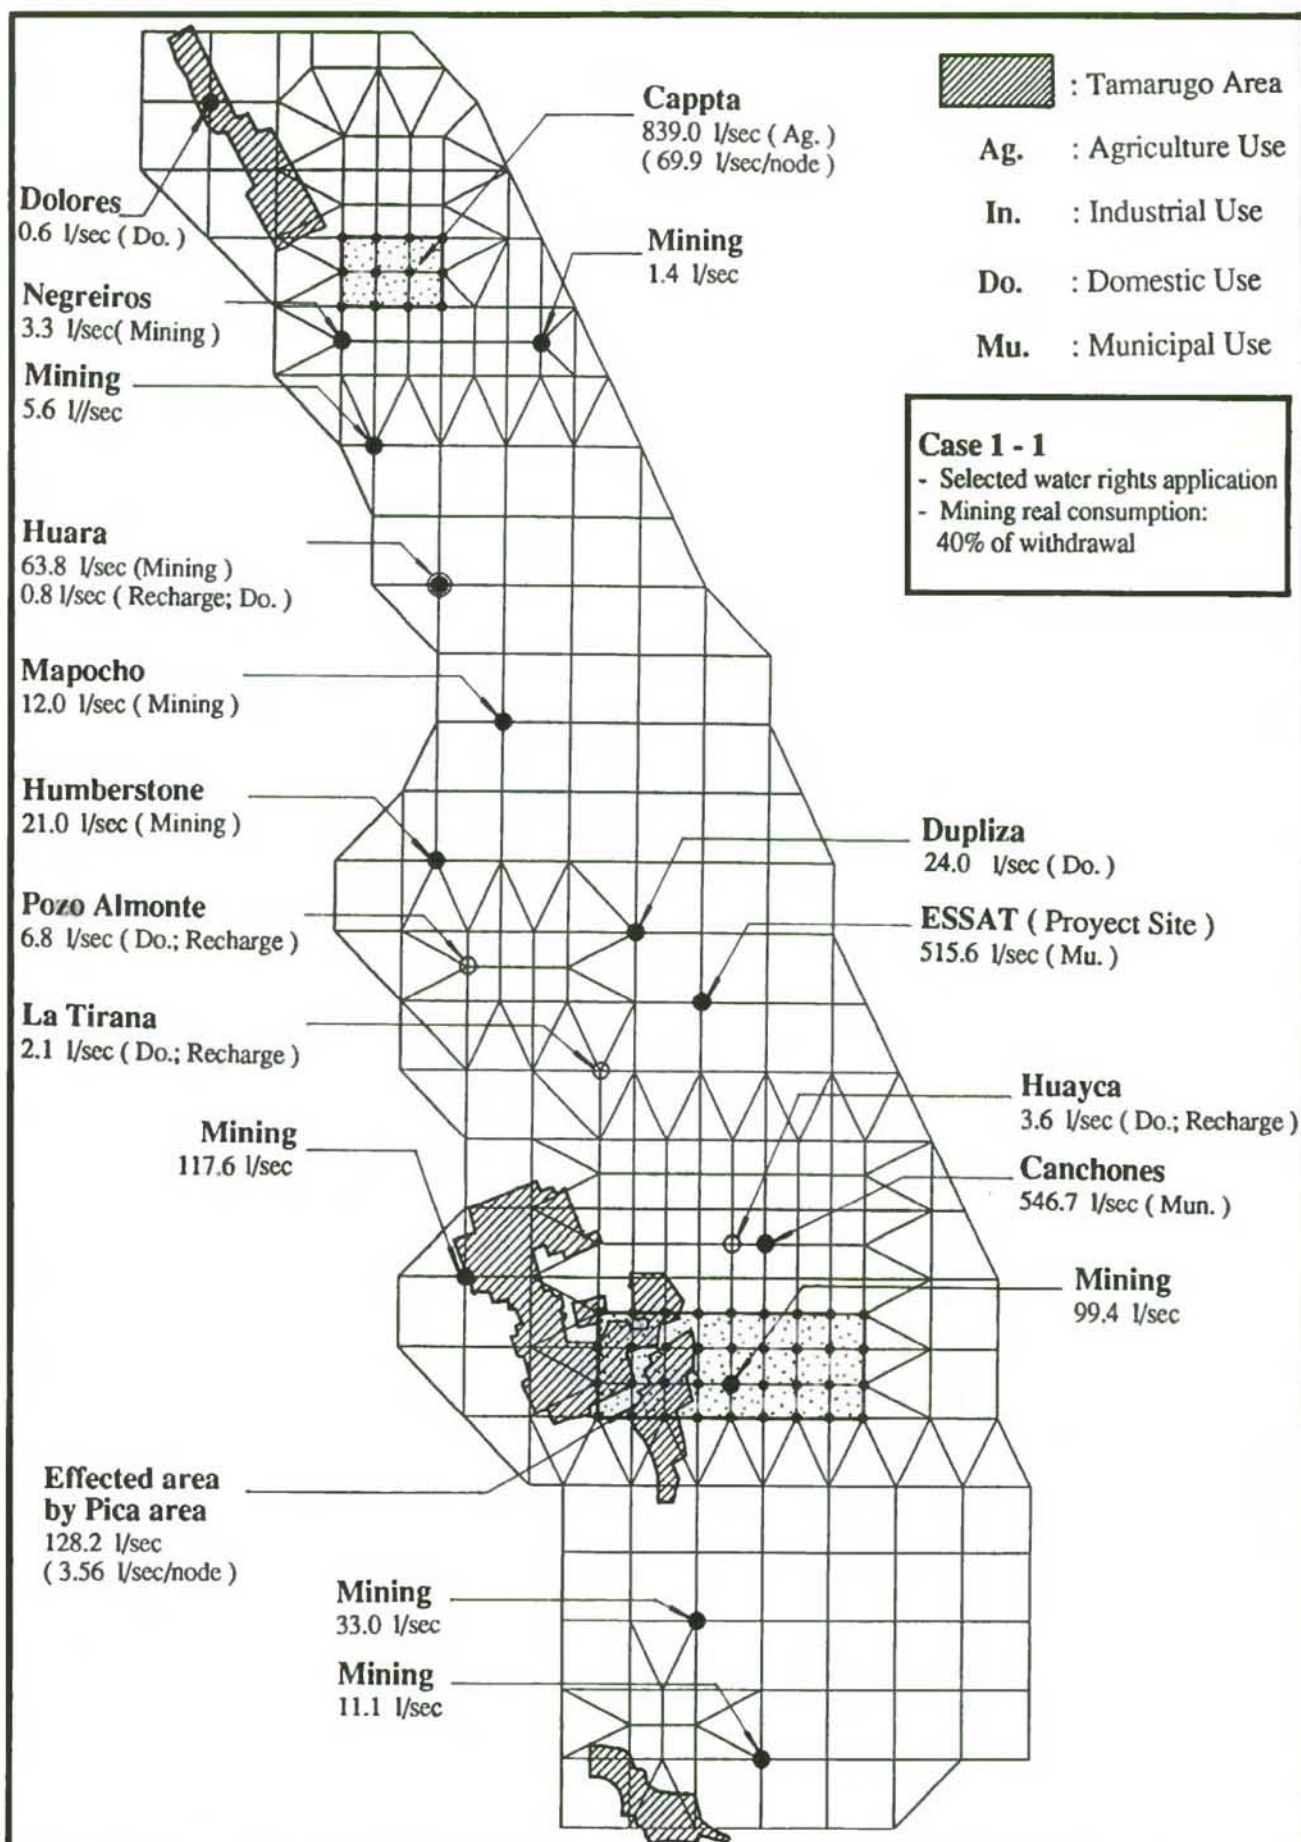 Cappta
839.0 l/sec ( Ag. )
( 69.9 l/sec/node )
: Tamarugo Area
Ag. : Agriculture Use
In. : Industrial Use
Do. : Domestic Use
Mu. : Municipal Use
Dolores
0.6 l/sec ( Do. )
Mining
1.4 l/sec
Negreiros
3.3 l/sec( Mining )
Mining
5.6 l//sec
Case 1 - 1
- Selected water rights application
- Mining real consumption:
40% of withdrawal
Huara
63.8 l/sec (Mining )
0.8 l/sec ( Recharge; Do. )
Mapocho
12.0 l/sec ( Mining )
Humberstone
21.0 l/sec ( Mining )
Dupliza
24.0 l/sec ( Do. )
Pozo Almonte
6.8 l/sec ( Do.; Recharge )
ESSAT ( Proyect Site )
515.6 l/sec ( Mu. )
La Tirana
2.1 l/sec ( Do.; Recharge )
Huayca
3.6 l/sec ( Do.; Recharge )
Mining
117.6 l/sec
Canchones
546.7 l/sec ( Mun. )
Mining
99.4 l/sec
Effected area
by Pica area
128.2 l/sec
( 3.56 l/sec/node )
Mining
33.0 l/sec
Mining
11.1 l/sec